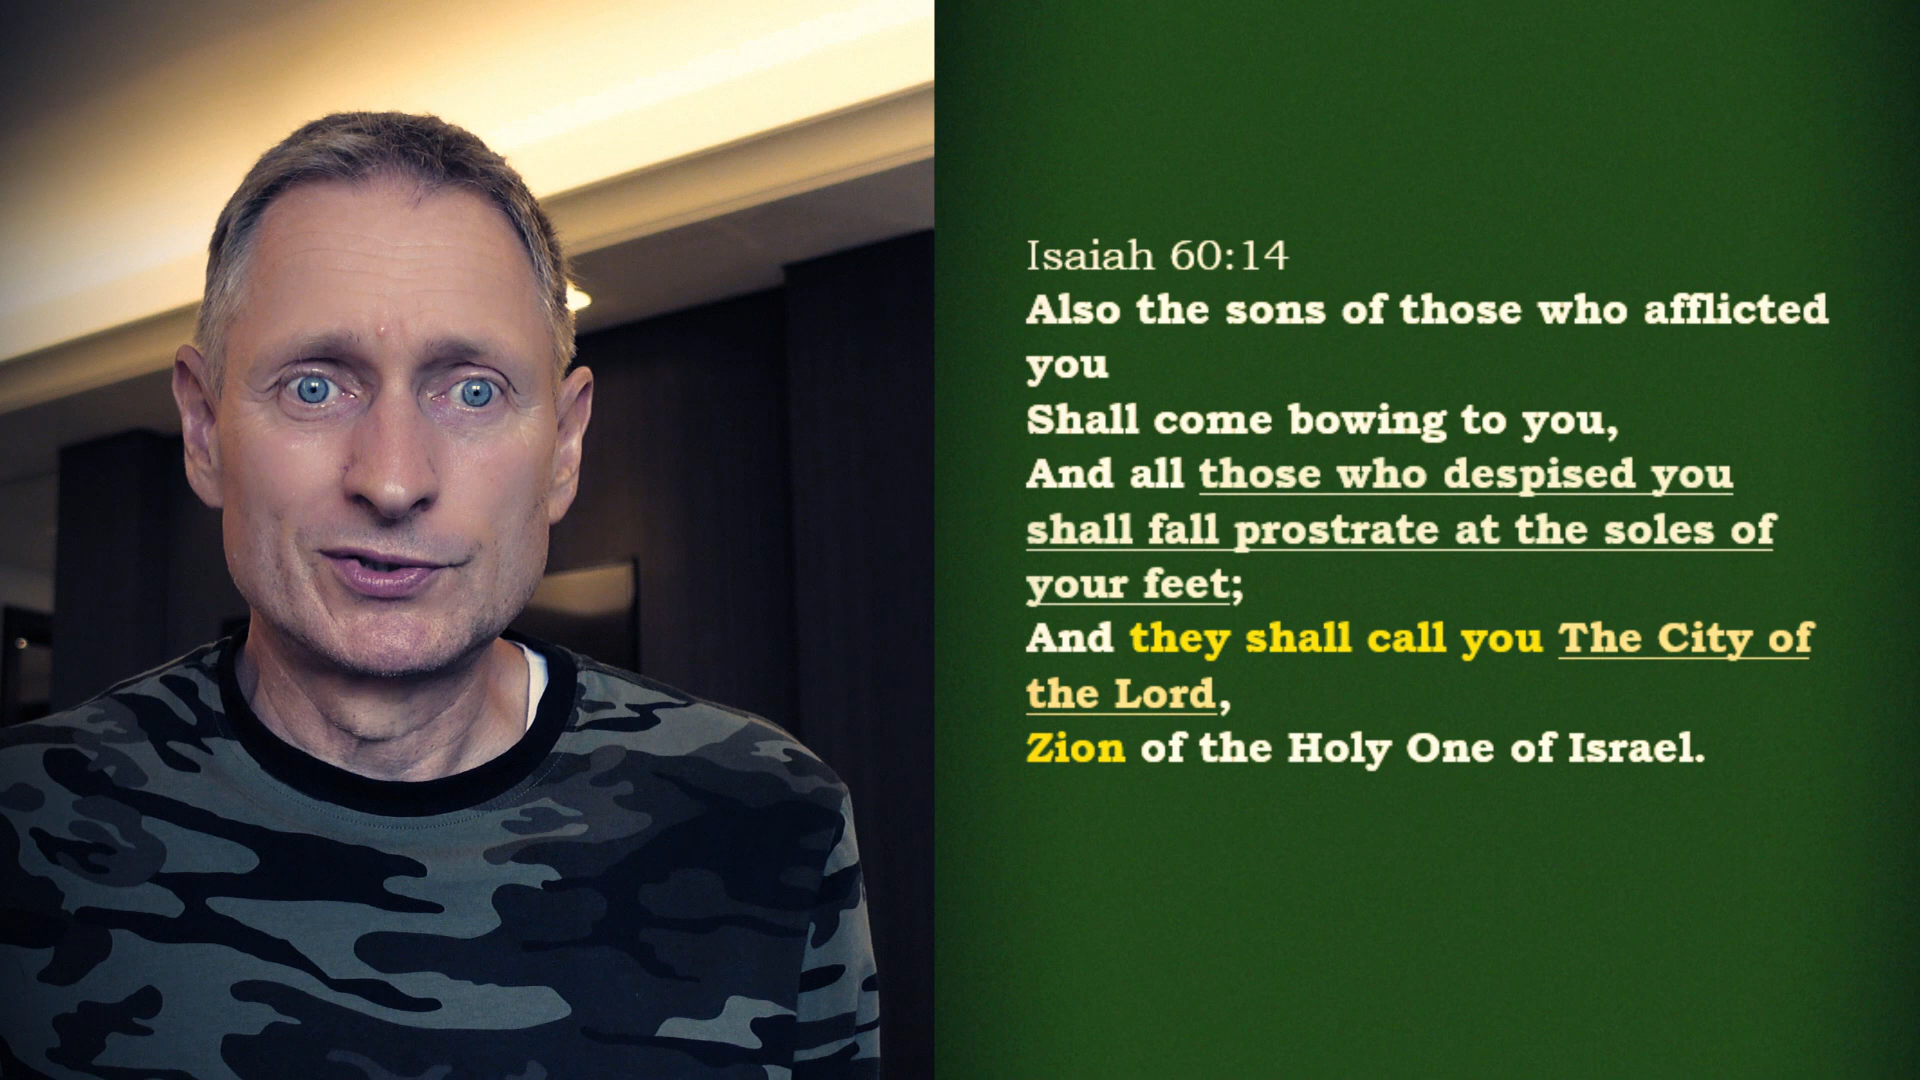 Isaiah 60:14
Also the sons of those who afflicted
you
Shall come bowing to you,
And all those who despised you
shall fall prostrate at the soles of
your feet;
And they shall call you The City of
the Lord,
Zion of the Holy One of Israel.